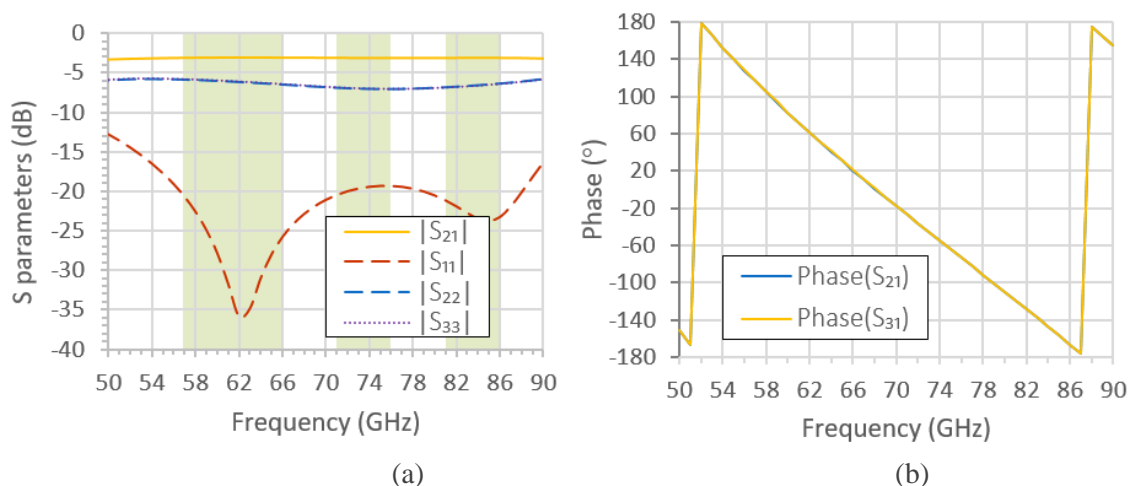 S parameters (dB)
0
-5
-10
-15
-20
-25
-30
-35
-40
|S₂₁|
|S₁₁|
|S₂₂|
|S₃₃|
50 54 58 62 66 70 74 78 82 86 90
Frequency (GHz)
(a)
Phase (°)
180
140
100
60
20
-20
-60
-100
-140
-180
Phase(S₂₁)
Phase(S₃₁)
50 54 58 62 66 70 74 78 82 86 90
Frequency (GHz)
(b)